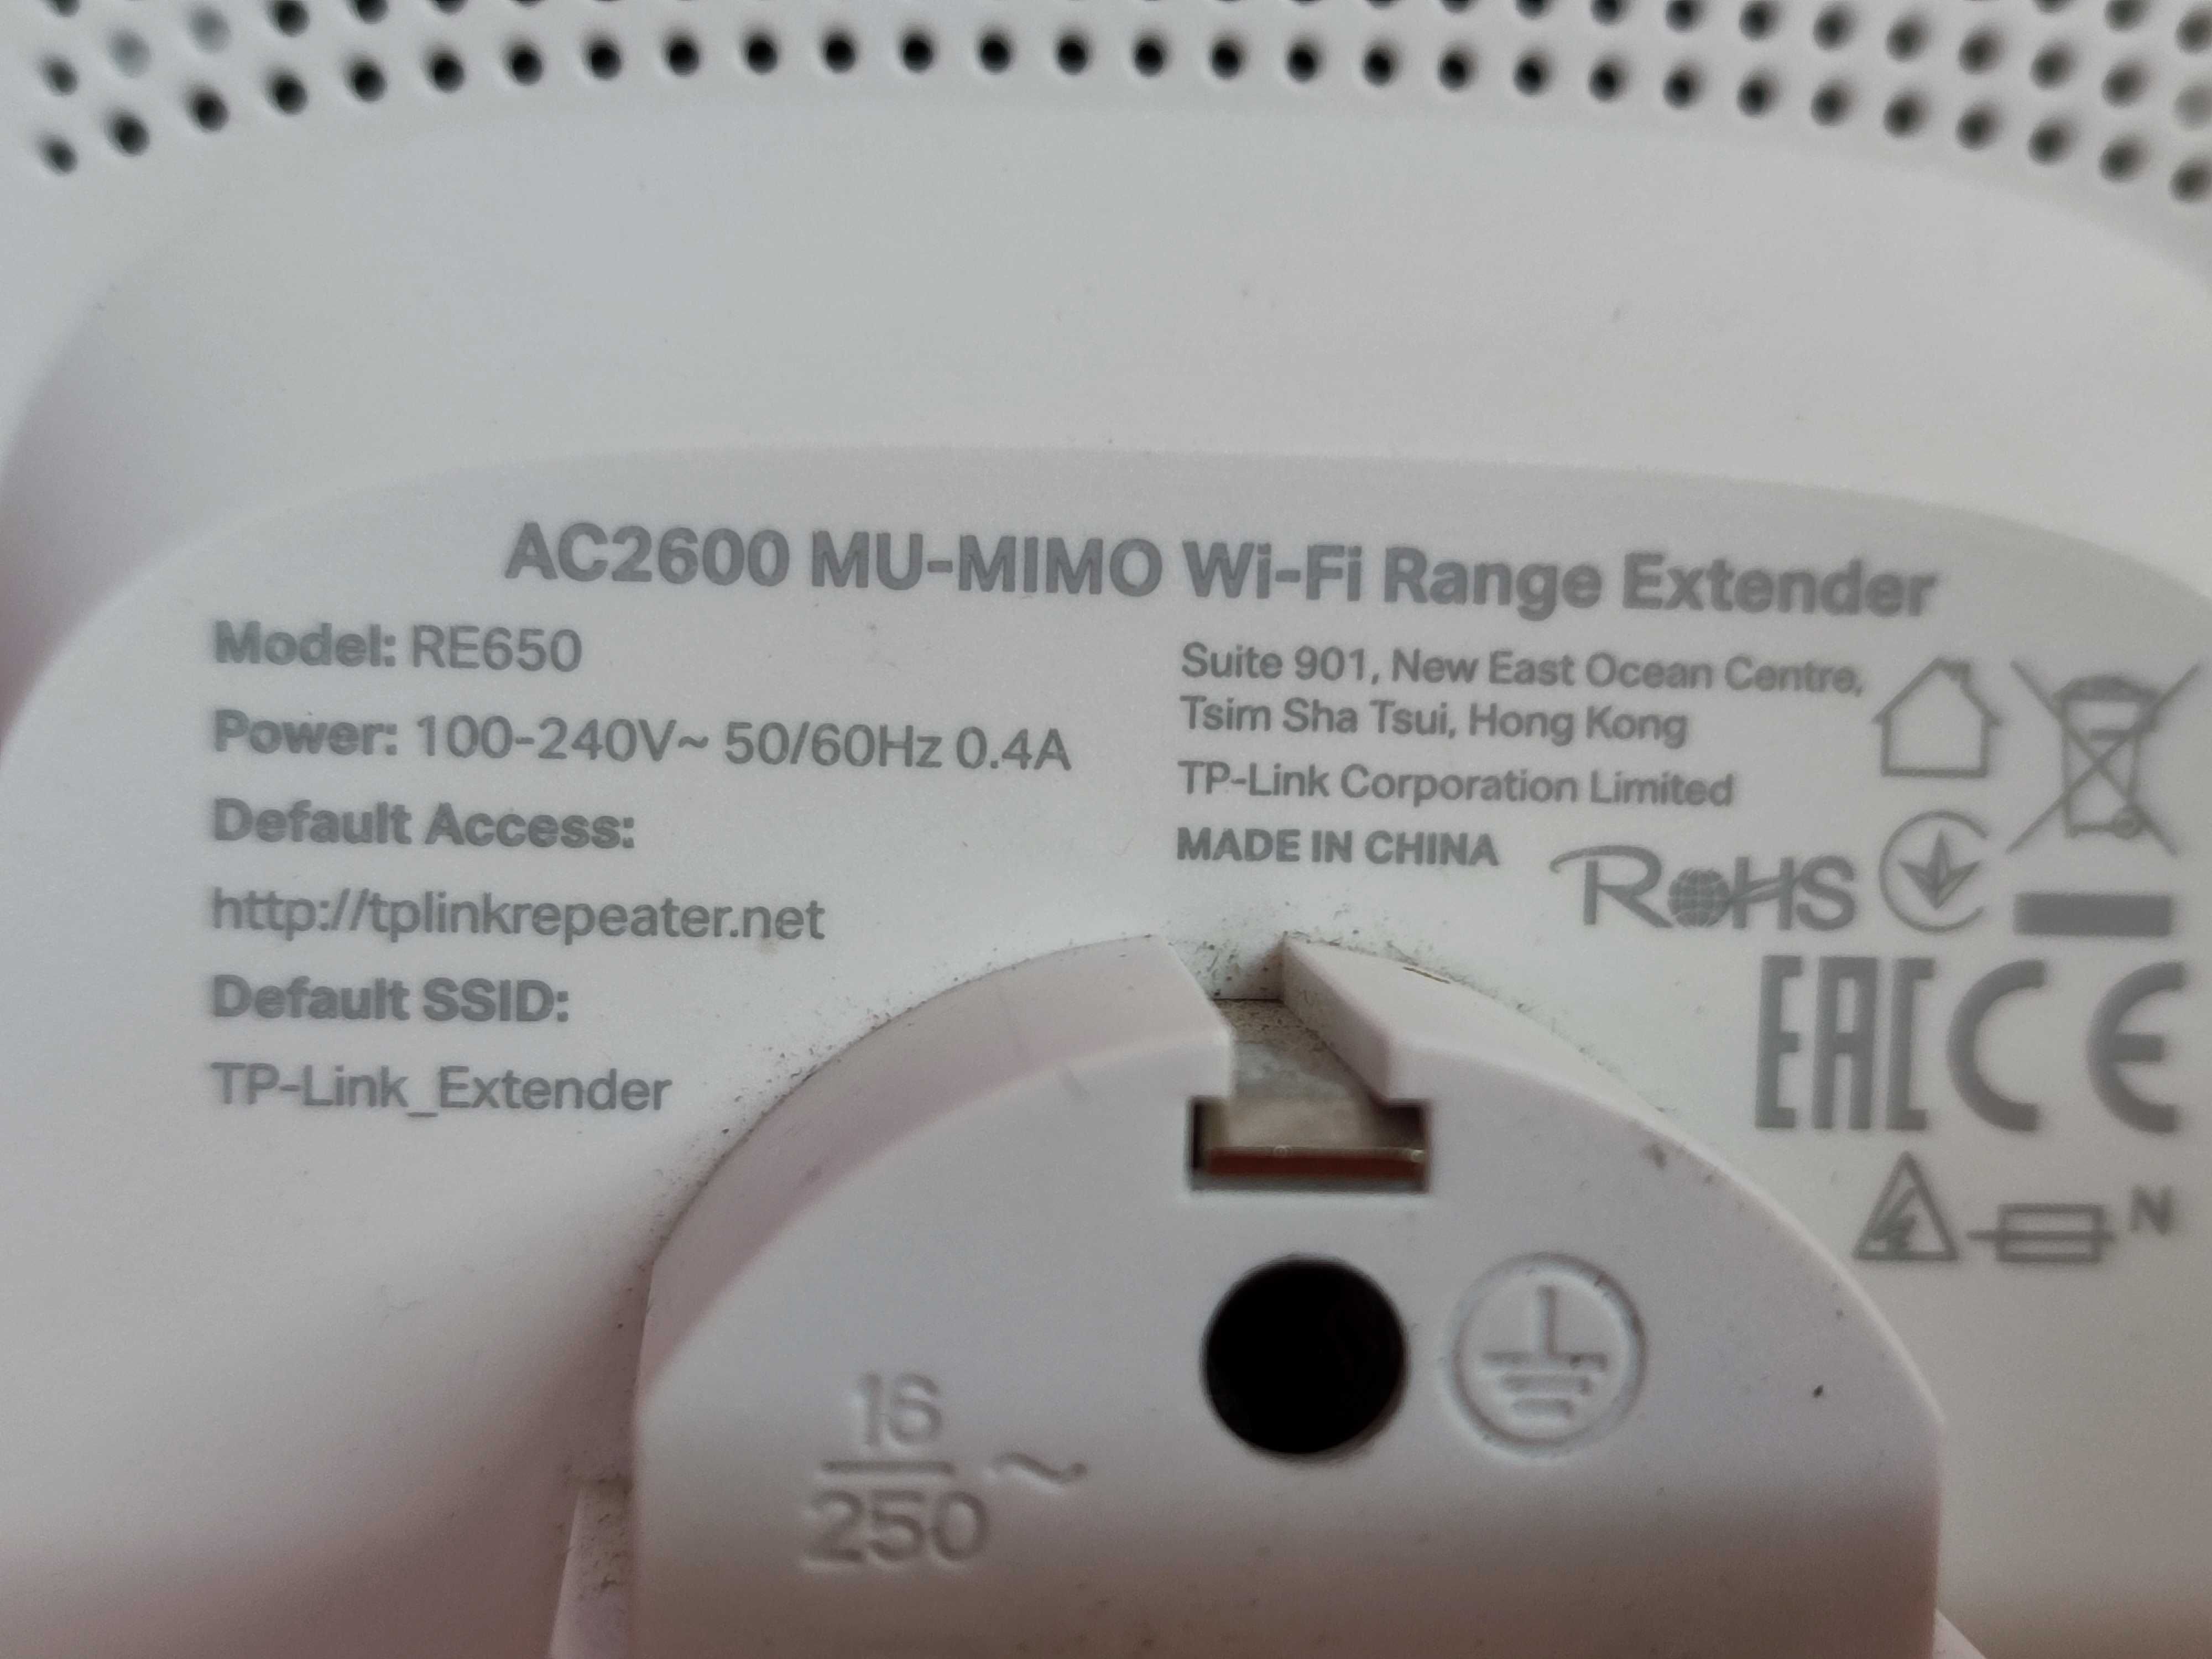 AC2600 MU-MIMO Wi-Fi Range Extender
Model: RE650
Power: 100-240V~ 50/60Hz 0.4A
Default Access:
http://tplinkrepeater.net
Default SSID:
TP-Link_Extender
Suite 901, New East Ocean Centre,
Tsim Sha Tsui, Hong Kong
TP-Link Corporation Limited
MADE IN CHINA
RoHS
EAC CE
N
16
250 ~